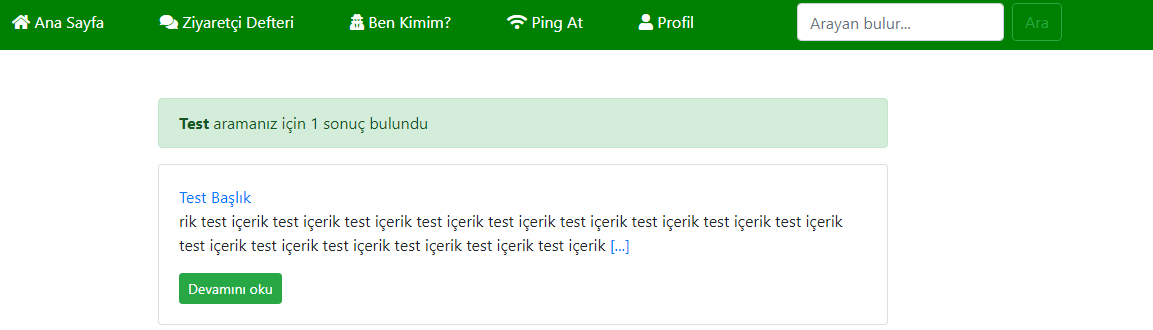 Ana Sayfa Ziyaretçi Defteri Ben Kimim? Ping At Profil Arayan bulur... Ara
Test aramanız için 1 sonuç bulundu
Test Başlık
rik test içerik test içerik test içerik test içerik test içerik test içerik test içerik test içerik test içerik
test içerik test içerik test içerik test içerik test içerik test içerik [...]
Devamını oku